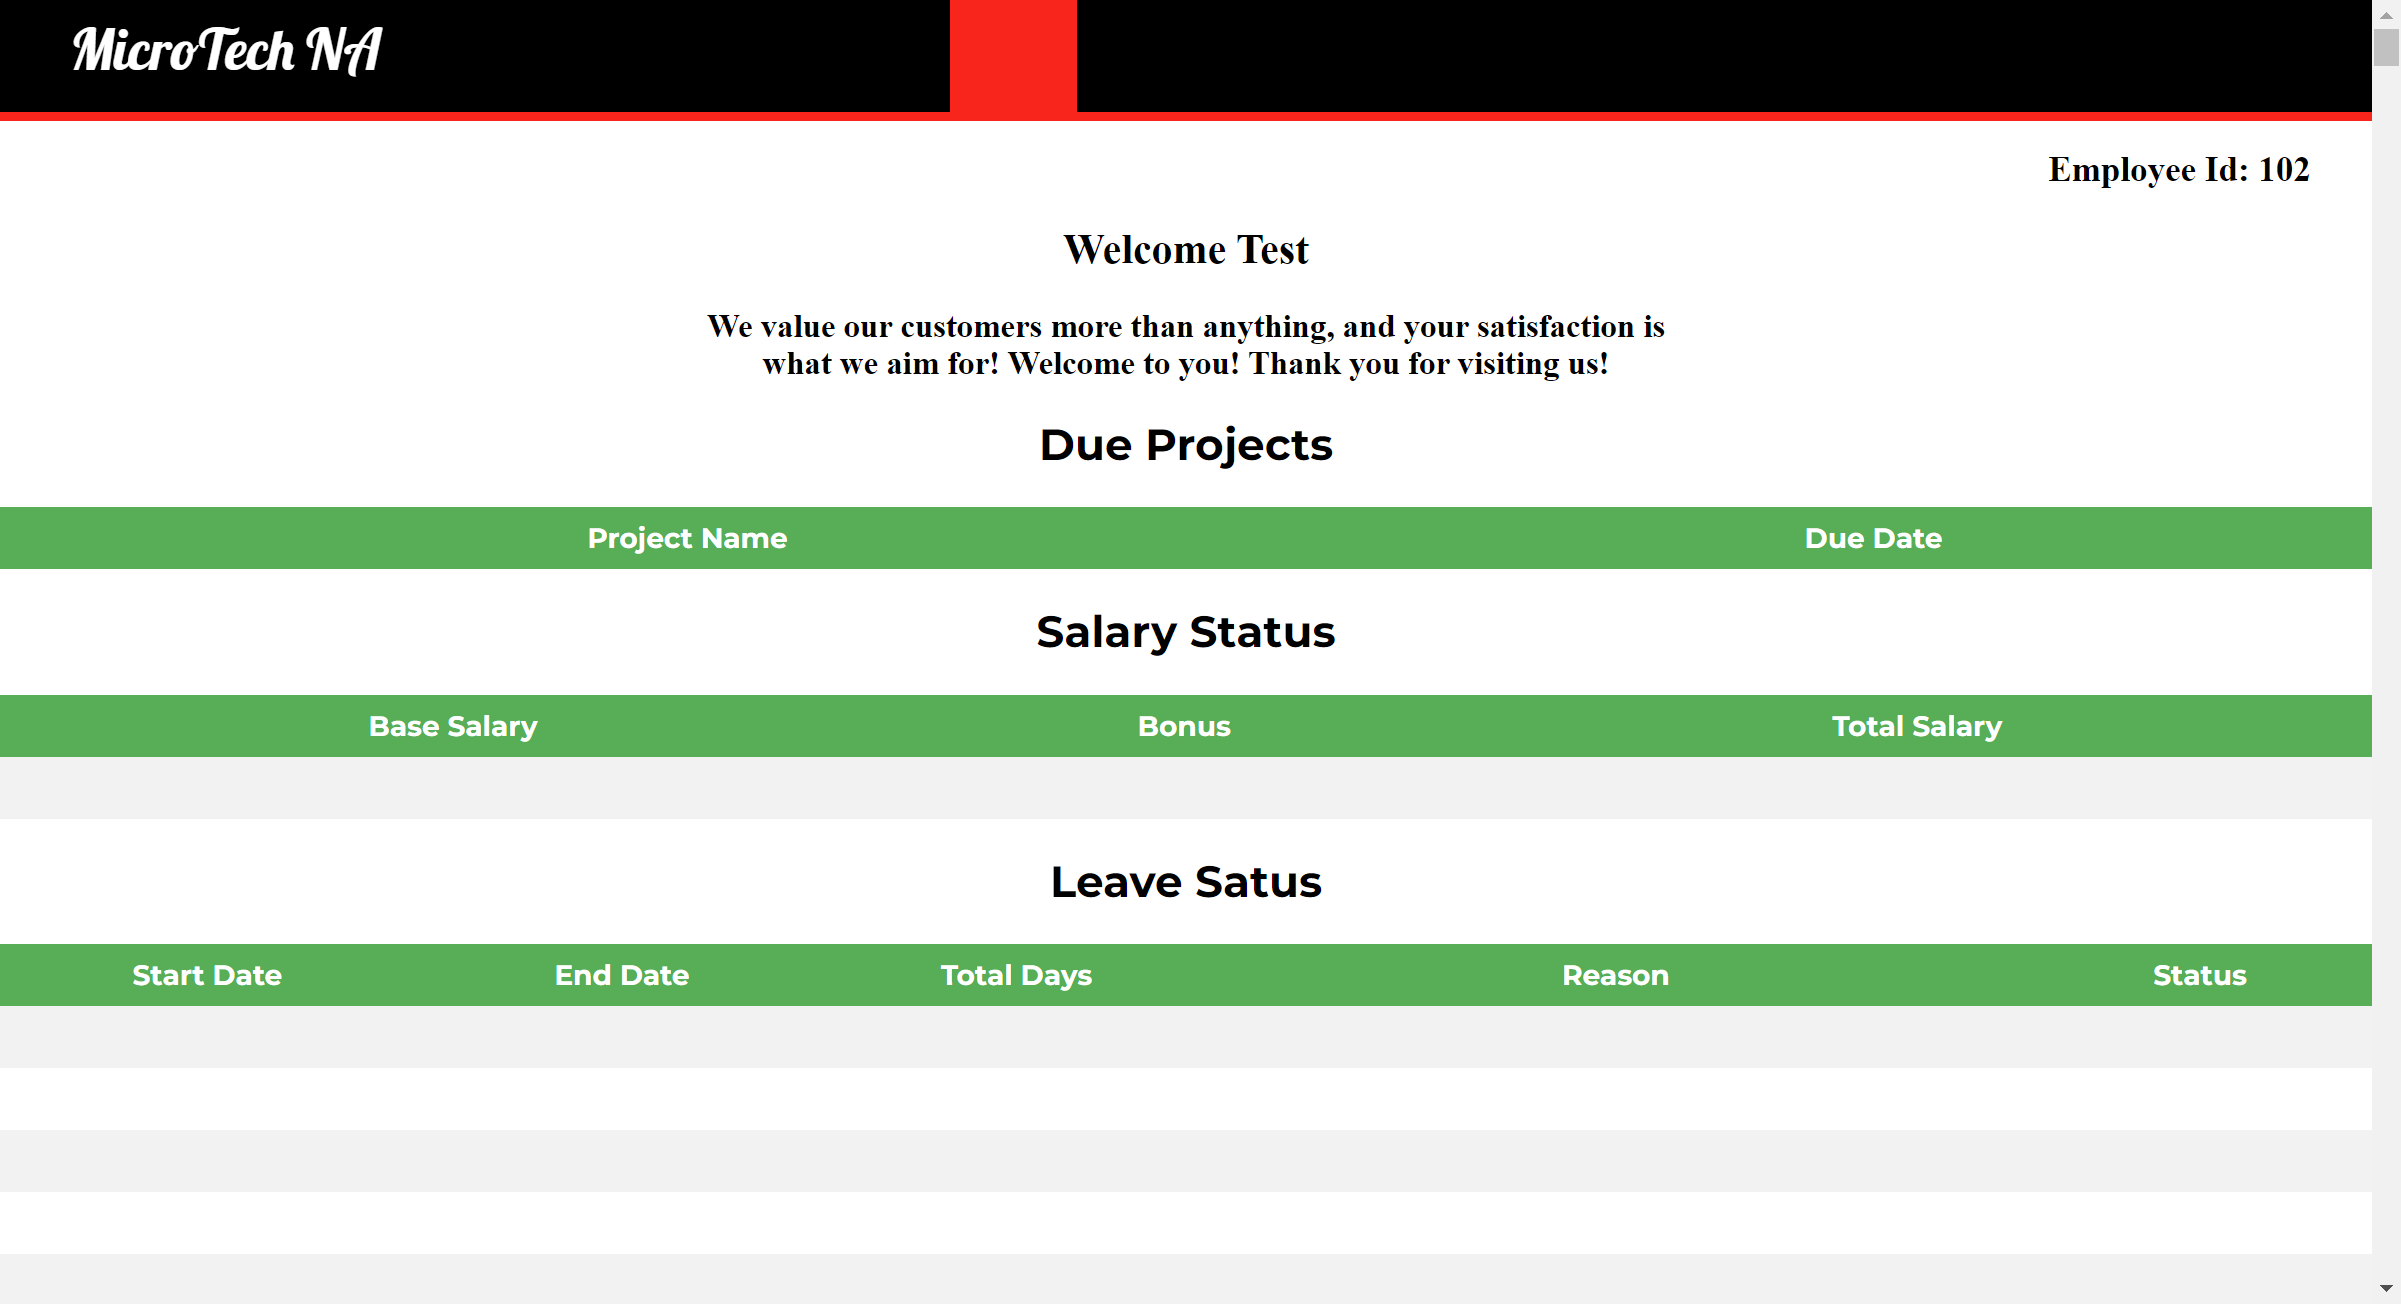 MicroTech NA
Employee Id: 102
Welcome Test
We value our customers more than anything, and your satisfaction is
what we aim for! Welcome to you! Thank you for visiting us!
Due Projects
Project Name Due Date
Salary Status
Base Salary Bonus Total Salary
Leave Satus
Start Date End Date Total Days Reason Status